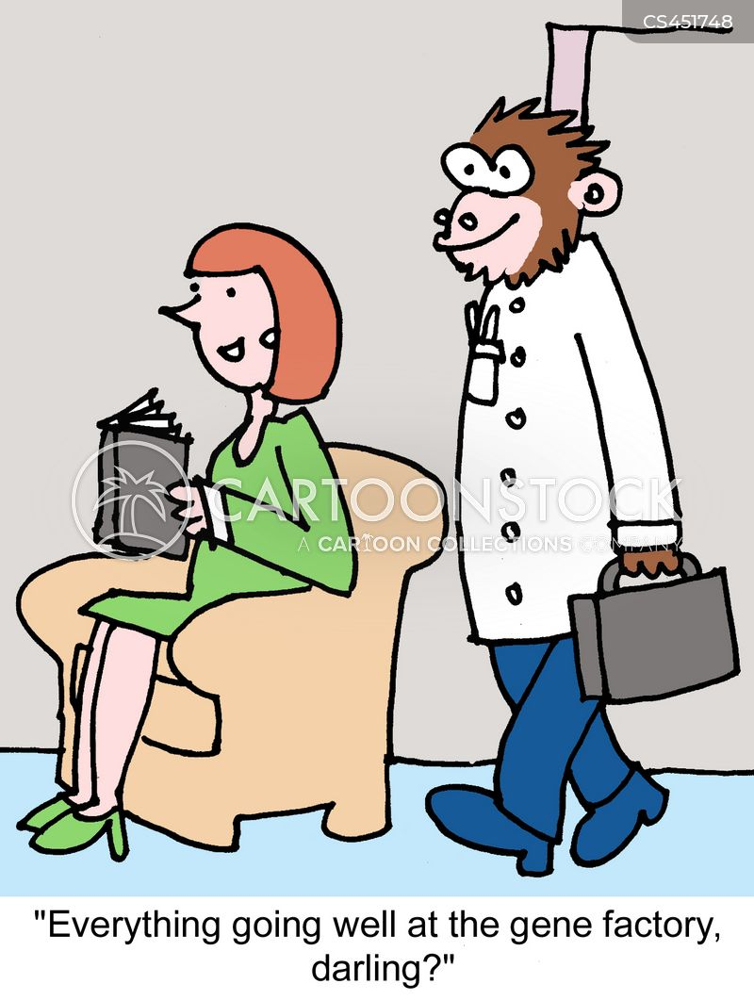 CS451748
CARTOONSTOCK
A CARTOON COLLECTIONS COMPANY
"Everything going well at the gene factory,
darling?"